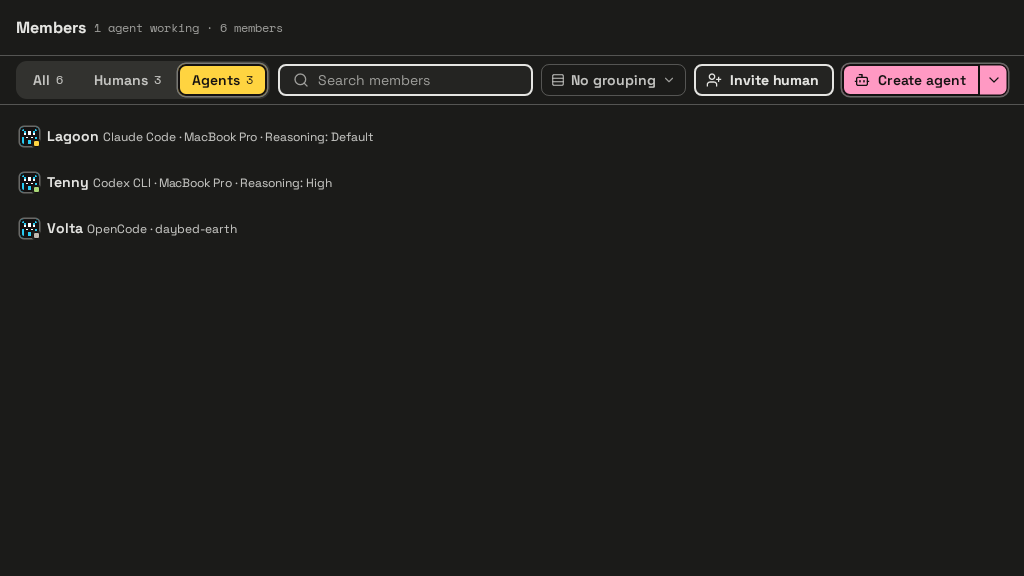 Members 1 agent working · 6 members
All 6 Humans 3 Agents 3 Search members No grouping Invite human Create agent
Lagoon Claude Code · MacBook Pro · Reasoning: Default
Tenny Codex CLI · MacBook Pro · Reasoning: High
Volta OpenCode · daybed-earth